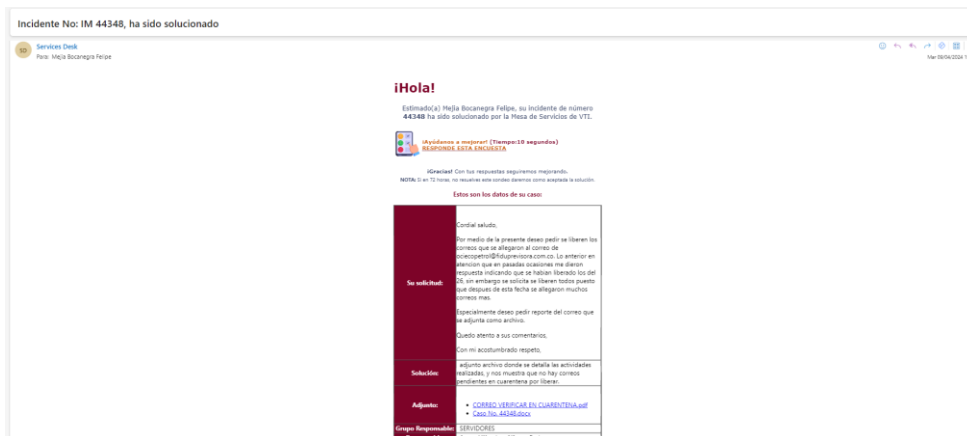 Incidente No: IM 44348, ha sido solucionado
SD
Services Desk
Para: Mejia Bocanegra Felipe
Mar 09/04/2024 1
¡Hola!
Estimado(a) Mejia Bocanegra Felipe, su incidente de número
44348 ha sido solucionado por la Mesa de Servicios de VTI.
¡Ayúdanos a mejorar! (Tiempo:10 segundos)
RESPONDE ESTA ENCUESTA
¡Gracias! Con tus respuestas seguiremos mejorando.
NOTA: Si en 72 horas, no resuelves este sondeo daremos como aceptada la solución.
Estos son los datos de su caso:
Su solicitud:
Cordial saludo,
Por medio de la presente deseo pedir se liberen los
correos que se allegaron al correo de
ociecopetrol@fiduprevisora.com.co. Lo anterior en
atencion que en pasadas ocasiones me dieron
respuesta indicando que se habian liberado los del
26, sin embargo se solicita se liberen todos puesto
que despues de esta fecha se allegaron muchos
correos mas.
Especialmente deseo pedir reporte del correo que
se adjunta como archivo.
Quedo atento a sus comentarios,
Con mi acostumbrado respeto,
Solución:
adjunto archivo donde se detalla las actividades
realizadas, y nos muestra que no hay correos
pendientes en cuarentena por liberar.
Adjunto:
CORREO VERIFICAR EN CUARENTENA.pdf
Caso No. 44348.docx
Grupo Responsable: SERVIDORES